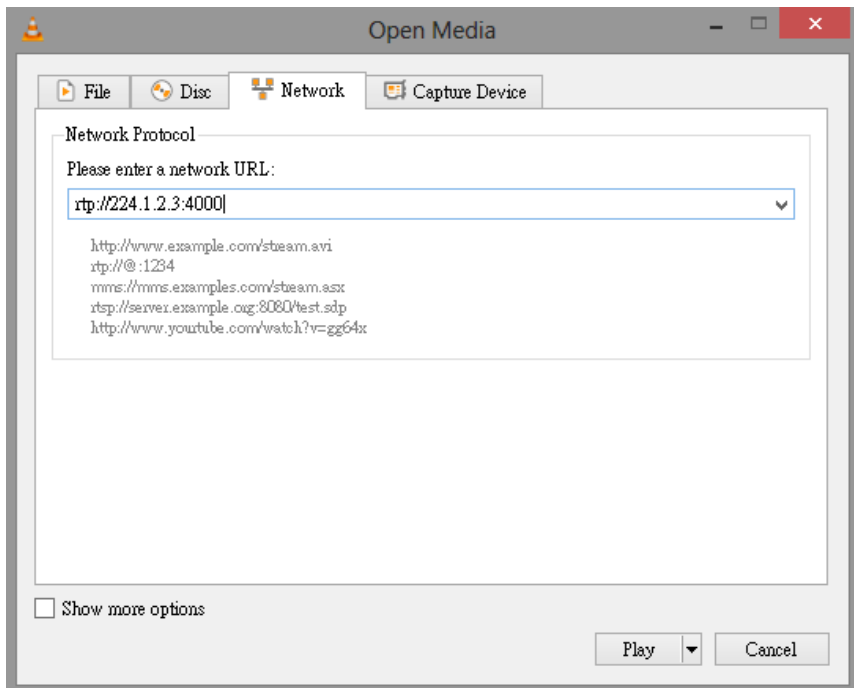 Open Media
File Disc Network Capture Device
Network Protocol
Please enter a network URL:
rtp://224.1.2.3:4000
http://www.example.com/stream.avi
rtp://@:1234
mms://mms.examples.com/stream.asx
rtsp://server.example.org:8080/test.sdp
http://www.yourtube.com/watch?v=gg64x
Show more options
Play Cancel